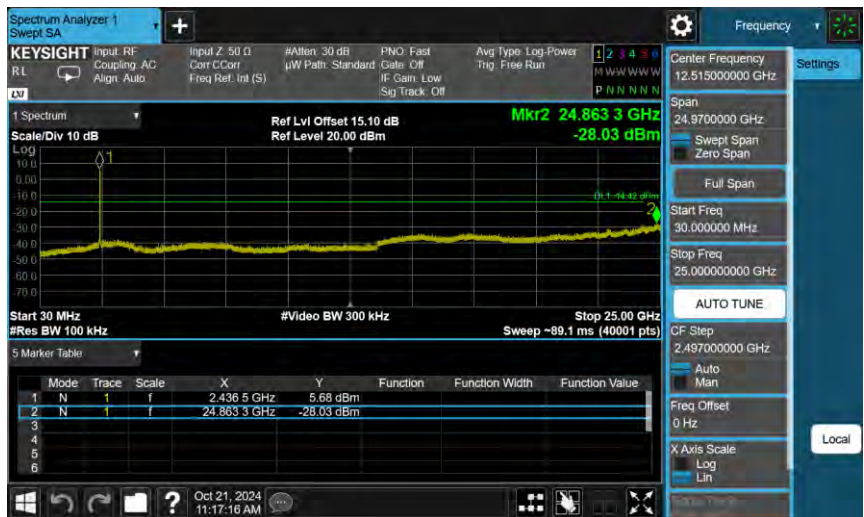 Spectrum Analyzer 1
Swept SA
+
Frequency
KEYSIGHT
RL
LXI
Input: RF
Coupling: AC
Align: Auto
Input Z: 50 Ω
Corr CCorr
Freq Ref: Int (S)
#Atten: 30 dB
µW Path: Standard
PNO: Fast
Gate: Off
IF Gain: Low
Sig Track: Off
Avg Type: Log-Power
Trig: Free Run
1 2 3 4 5 6
M W W W W W
P N N N N N
Center Frequency
12.515000000 GHz
Settings
1 Spectrum
Scale/Div 10 dB
Ref Lvl Offset 15.10 dB
Ref Level 20.00 dBm
Mkr2 24.863 3 GHz
-28.03 dBm
Span
24.9700000 GHz
Swept Span
Zero Span
Full Span
Log
10.0
0.00
-10.0
-20.0
-30.0
-40.0
-50.0
-60.0
-70.0
1
DL1 -14.42 dBm
2
Start Freq
30.000000 MHz
Stop Freq
25.000000000 GHz
AUTO TUNE
Start 30 MHz
#Res BW 100 kHz
#Video BW 300 kHz
Stop 25.00 GHz
Sweep ~89.1 ms (40001 pts)
CF Step
2.497000000 GHz
Auto
Man
5 Marker Table
Mode Trace Scale X Y Function Function Width Function Value
1 N 1 f 2.436 5 GHz 5.68 dBm
2 N 1 f 24.863 3 GHz -28.03 dBm
3
4
5
6
Freq Offset
0 Hz
Local
X Axis Scale
Log
Lin
?
Oct 21, 2024
11:17:16 AM